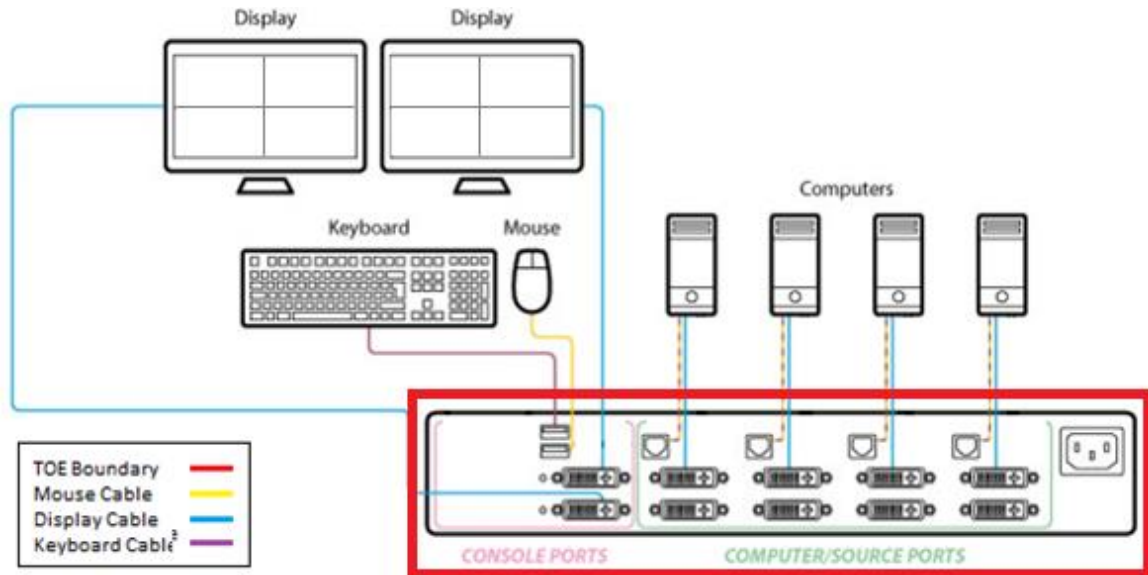 Display
Display
Computers
Keyboard
Mouse
TOE Boundary
Mouse Cable
Display Cable
Keyboard Cable
CONSOLE PORTS
COMPUTER/SOURCE PORTS